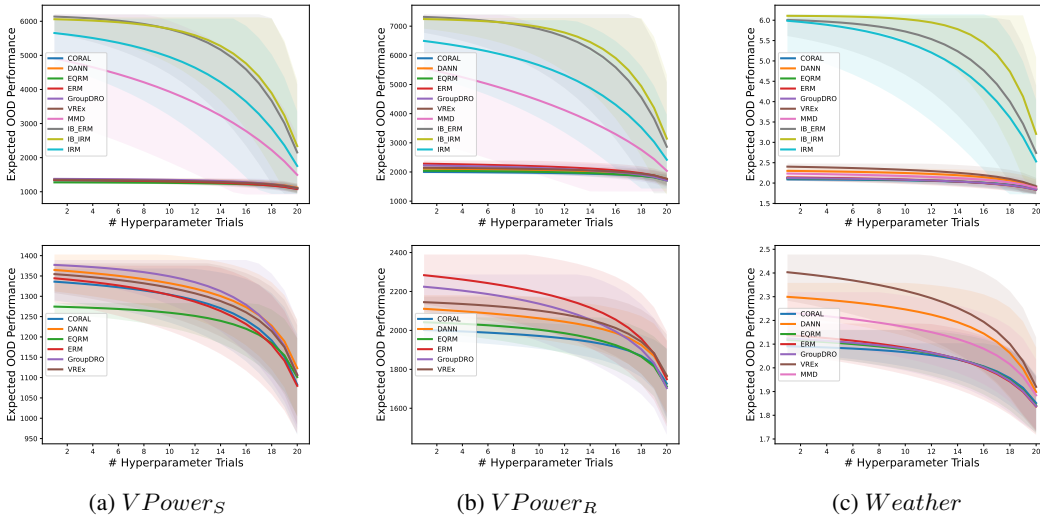 Expected OOD Performance
6000
5000
4000
3000
2000
1000
CORAL
DANN
EQRM
ERM
GroupDRO
VREx
MMD
IB_ERM
IB_IRM
IRM
2 4 6 8 10 12 14 16 18 20
# Hyperparameter Trials
Expected OOD Performance
7000
6000
5000
4000
3000
2000
1000
CORAL
DANN
EQRM
ERM
GroupDRO
VREx
MMD
IB_ERM
IB_IRM
IRM
2 4 6 8 10 12 14 16 18 20
# Hyperparameter Trials
Expected OOD Performance
6.0
5.5
5.0
4.5
4.0
3.5
3.0
2.5
2.0
1.5
CORAL
DANN
EQRM
ERM
GroupDRO
VREx
MMD
IB_ERM
IB_IRM
IRM
2 4 6 8 10 12 14 16 18 20
# Hyperparameter Trials
Expected OOD Performance
1400
1350
1300
1250
1200
1150
1100
1050
1000
950
CORAL
DANN
EQRM
ERM
GroupDRO
VREx
2 4 6 8 10 12 14 16 18 20
# Hyperparameter Trials
Expected OOD Performance
2400
2200
2000
1800
1600
CORAL
DANN
EQRM
ERM
GroupDRO
VREx
2 4 6 8 10 12 14 16 18 20
# Hyperparameter Trials
Expected OOD Performance
2.5
2.4
2.3
2.2
2.1
2.0
1.9
1.8
1.7
CORAL
DANN
EQRM
ERM
GroupDRO
VREx
MMD
2 4 6 8 10 12 14 16 18 20
# Hyperparameter Trials
(a) VPower_S
(b) VPower_R
(c) Weather